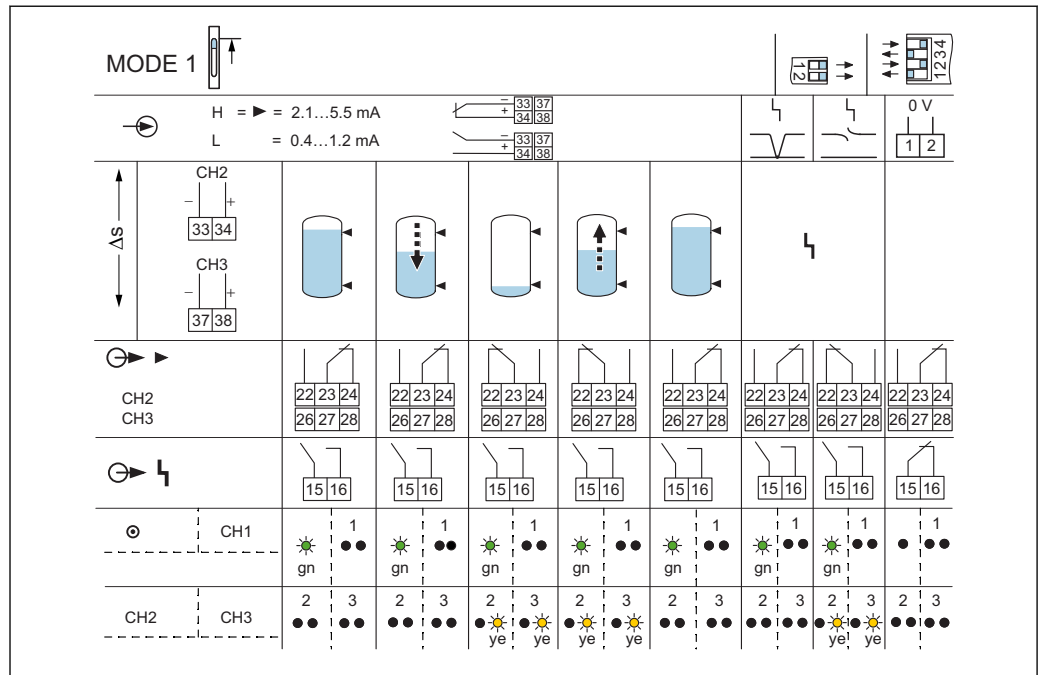 MODE 1
1 2
1 2 3 4
H = ► = 2.1…5.5 mA
L = 0.4…1.2 mA
− 33 37
+ 34 38
− 33 37
+ 34 38
0 V
1 2
Δs
CH2
− +
33 34
CH3
− +
37 38
CH2
CH3
22 23 24 22 23 24 22 23 24 22 23 24 22 23 24 22 23 24 22 23 24 22 23 24
26 27 28 26 27 28 26 27 28 26 27 28 26 27 28 26 27 28 26 27 28 26 27 28
15 16 15 16 15 16 15 16 15 16 15 16 15 16 15 16
CH1 1 1 1 1 1 1 1 1
gn gn gn gn gn gn gn
CH2 CH3 2 3 2 3 2 3 2 3 2 3 2 3 2 3 2 3
ye ye ye ye ye ye